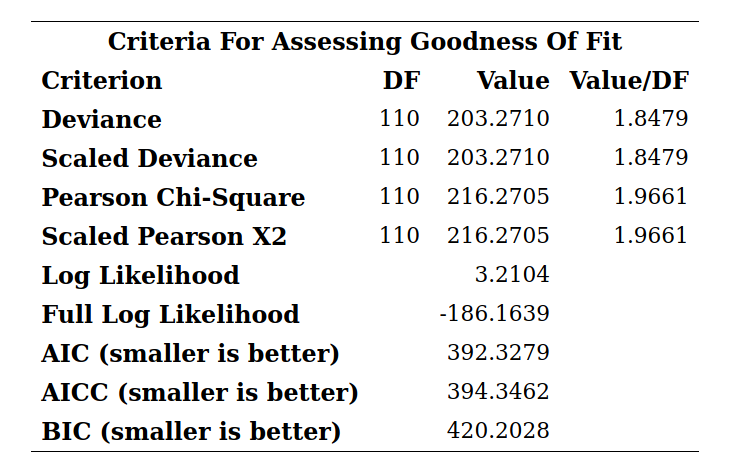 Criteria For Assessing Goodness Of Fit
Criterion DF Value Value/DF
Deviance 110 203.2710 1.8479
Scaled Deviance 110 203.2710 1.8479
Pearson Chi-Square 110 216.2705 1.9661
Scaled Pearson X2 110 216.2705 1.9661
Log Likelihood 3.2104
Full Log Likelihood -186.1639
AIC (smaller is better) 392.3279
AICC (smaller is better) 394.3462
BIC (smaller is better) 420.2028